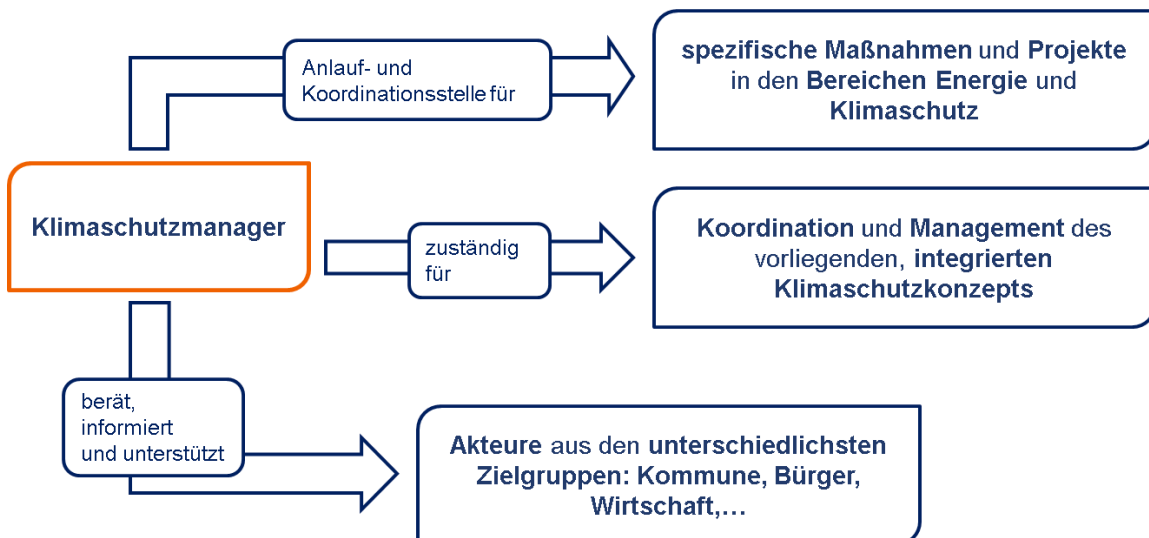 Anlauf- und
Koordinationsstelle für
spezifische Maßnahmen und Projekte
in den Bereichen Energie und
Klimaschutz
Klimaschutzmanager
zuständig
für
Koordination und Management des
vorliegenden, integrierten
Klimaschutzkonzepts
berät,
informiert
und unterstützt
Akteure aus den unterschiedlichsten
Zielgruppen: Kommune, Bürger,
Wirtschaft,…